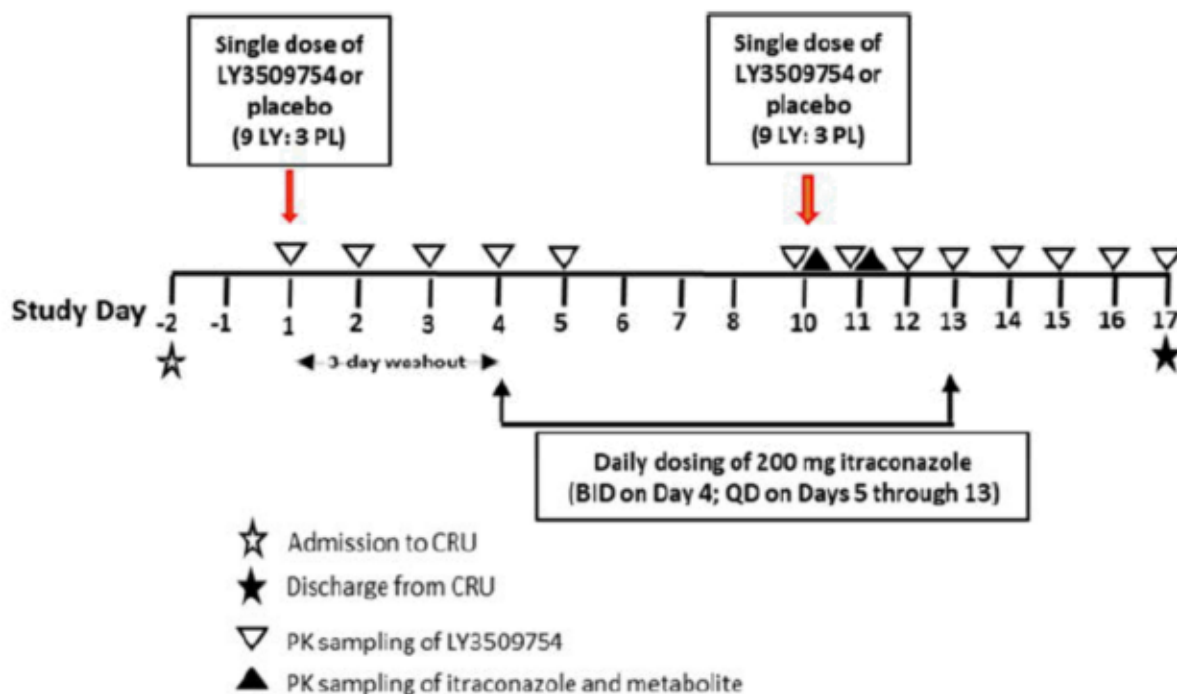 Single dose of
LY3509754 or
placebo
(9 LY: 3 PL)
Single dose of
LY3509754 or
placebo
(9 LY: 3 PL)
Study Day -2 -1 1 2 3 4 5 6 7 8 10 11 12 13 14 15 16 17
3-day washout
Daily dosing of 200 mg itraconazole
(BID on Day 4; QD on Days 5 through 13)
Admission to CRU
Discharge from CRU
PK sampling of LY3509754
PK sampling of itraconazole and metabolite